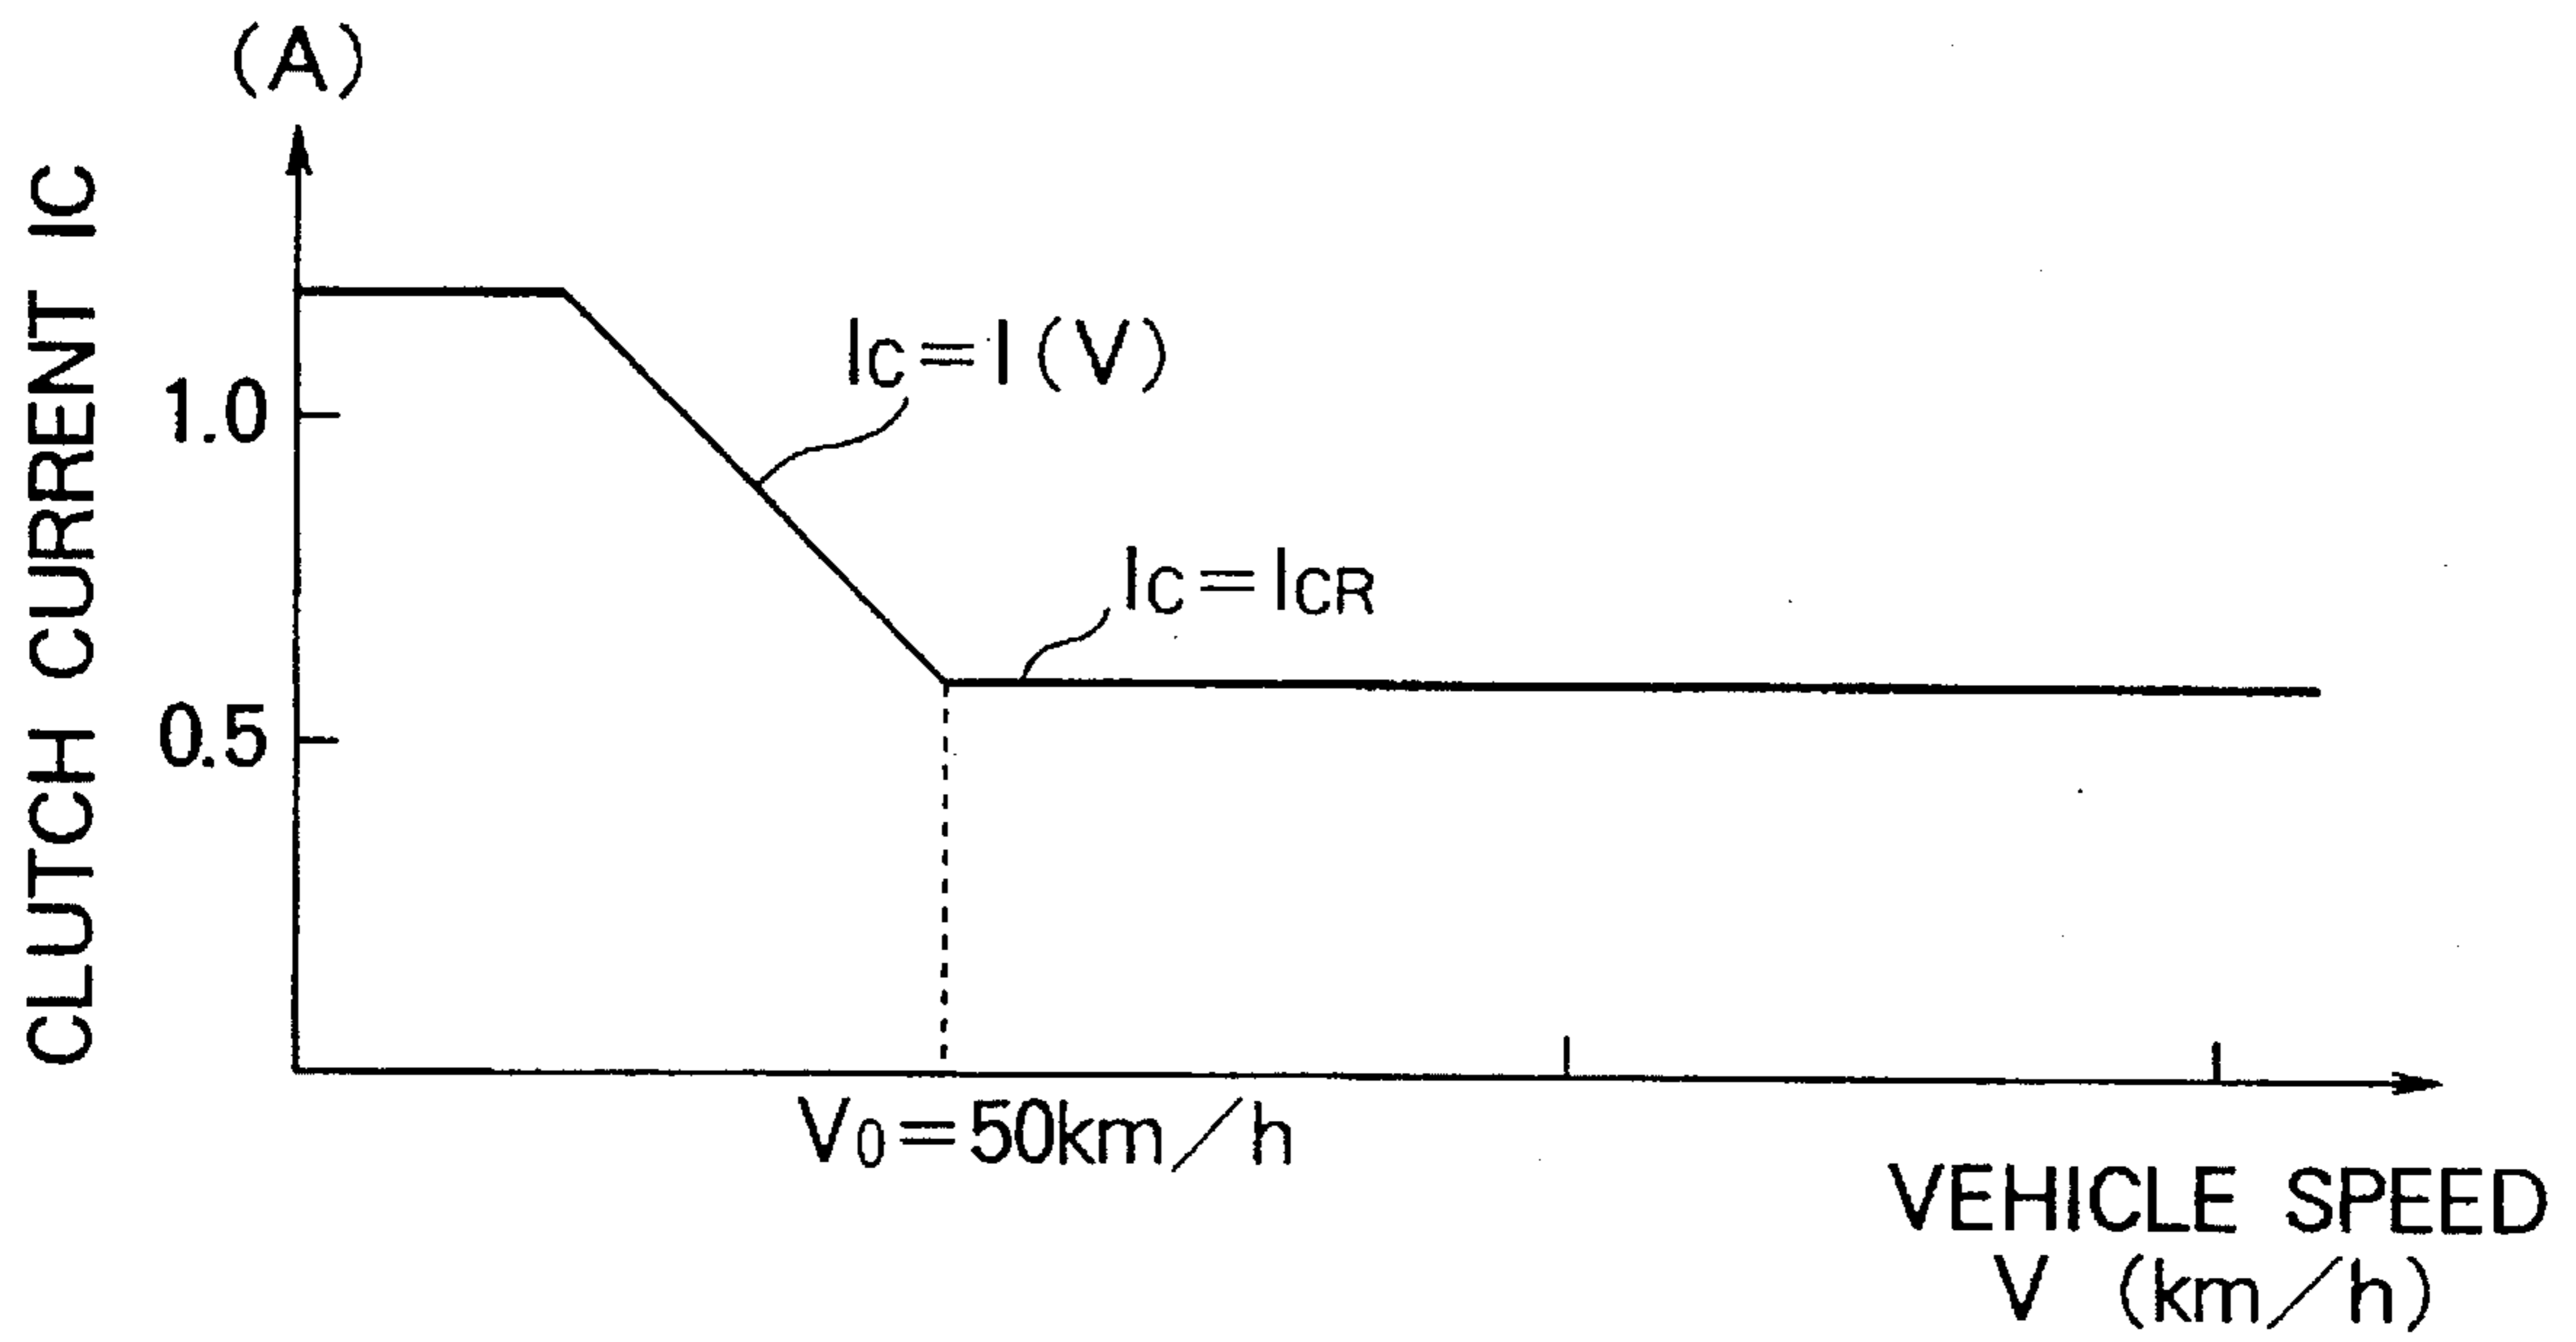 (A)
CLUTCH CURRENT IC
1.0
0.5
IC=I(V)
IC=ICR
V0=50km/h
VEHICLE SPEED
V (km/h)